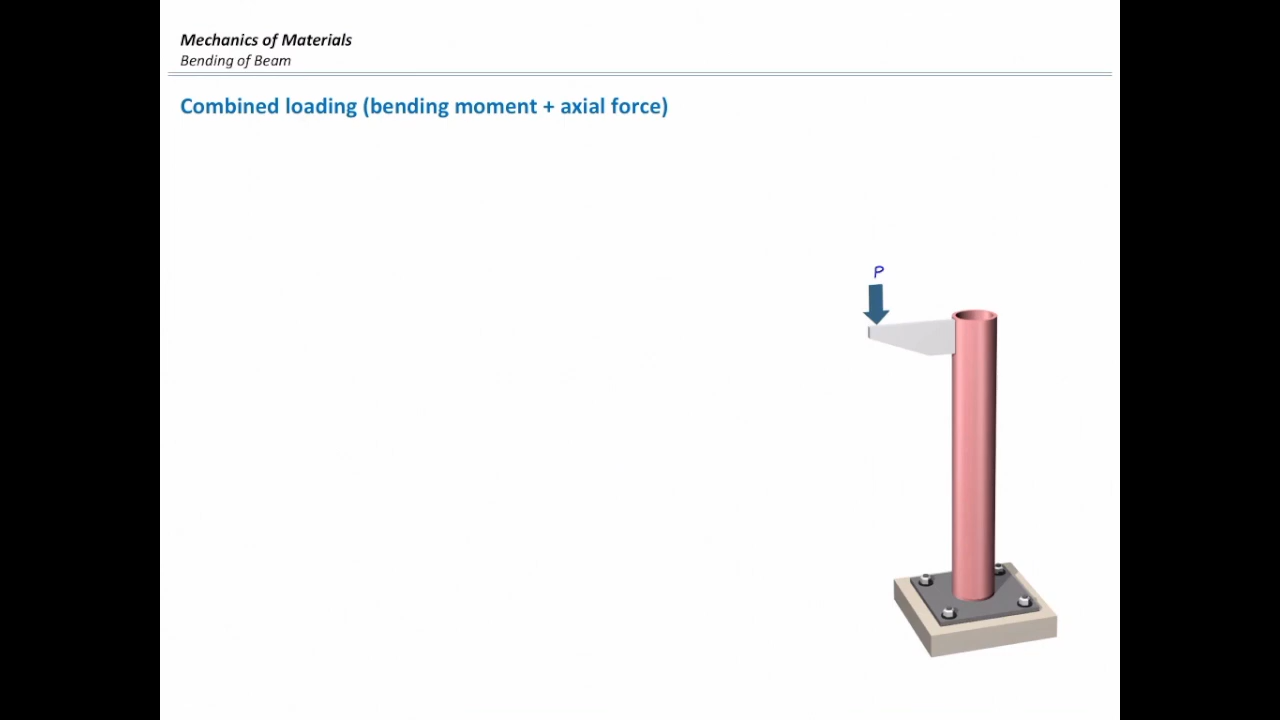 Mechanics of Materials
Bending of Beam
Combined loading (bending moment + axial force)
P